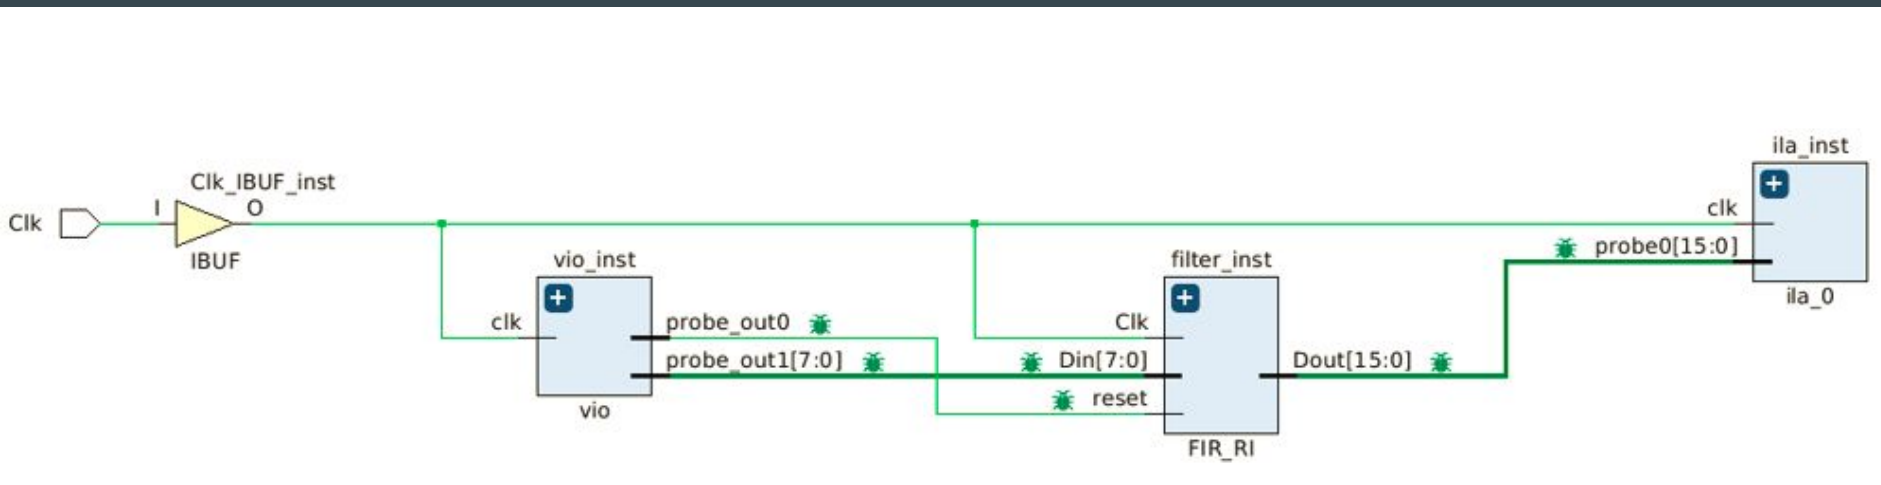 ila_inst
Clk_IBUF_inst
I
O
clk
Clk
IBUF
probe0[15:0]
vio_inst
filter_inst
ila_0
clk
probe_out0
Clk
probe_out1[7:0]
Din[7:0]
Dout[15:0]
reset
vio
FIR_RI